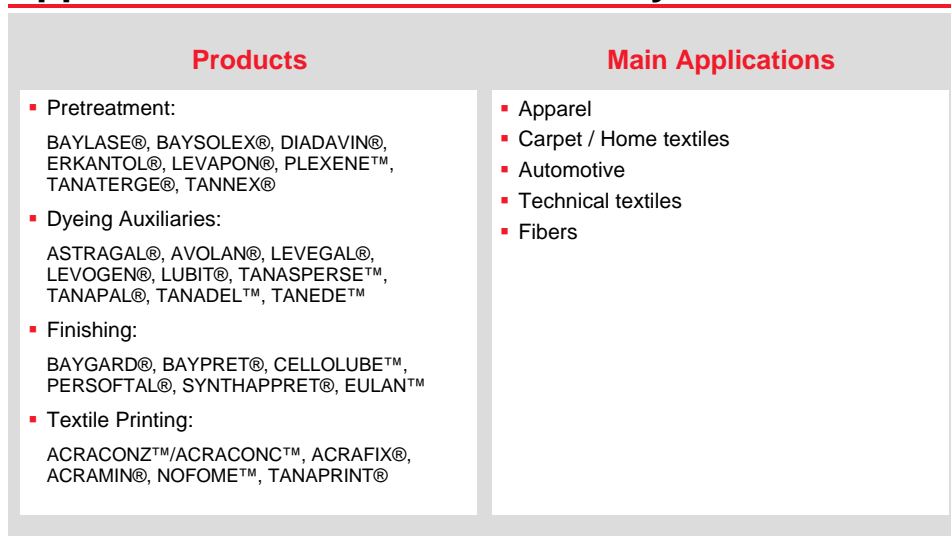 Products
▪ Pretreatment:
BAYLASE®, BAYSOLEX®, DIADAVIN®,
ERKANTOL®, LEVAPON®, PLEXENE™,
TANATERGE®, TANNEX®
▪ Dyeing Auxiliaries:
ASTRAGAL®, AVOLAN®, LEVEGAL®,
LEVOGEN®, LUBIT®, TANASPERSE™,
TANAPAL®, TANADEL™, TANEDE™
▪ Finishing:
BAYGARD®, BAYPRET®, CELLOLUBE™,
PERSOFTAL®, SYNTHAPPRET®, EULAN™
▪ Textile Printing:
ACRACONZ™/ACRACONC™, ACRAFIX®,
ACRAMIN®, NOFOME™, TANAPRINT®
Main Applications
▪ Apparel
▪ Carpet / Home textiles
▪ Automotive
▪ Technical textiles
▪ Fibers